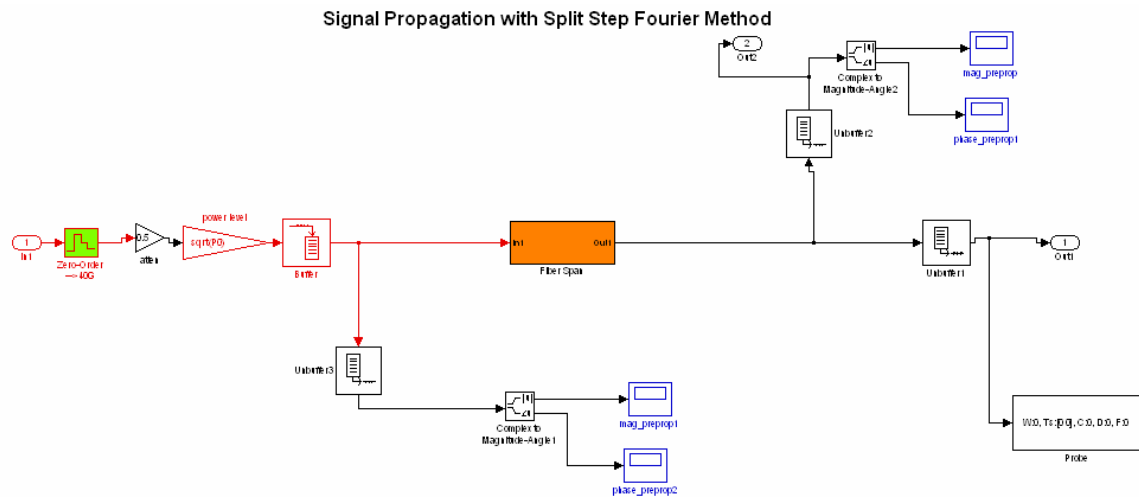 Signal Propagation with Split Step Fourier Method
2
Out2
|u|
∠u
Complex to
Magnitude-Angle2
mag_preprop
phase_preprop1
Unbuffer2
power level
1
In1
Zero-Order
-->40G
0.5
atten
sqrt(P0)
Buffer
In1
Out1
Fiber Span
Unbuffer1
1
Out1
Unbuffer3
|u|
∠u
Complex to
Magnitude-Angle1
mag_preprop1
phase_preprop2
W:0, Ts:[0 0], C:0, D:0, F:0
Probe